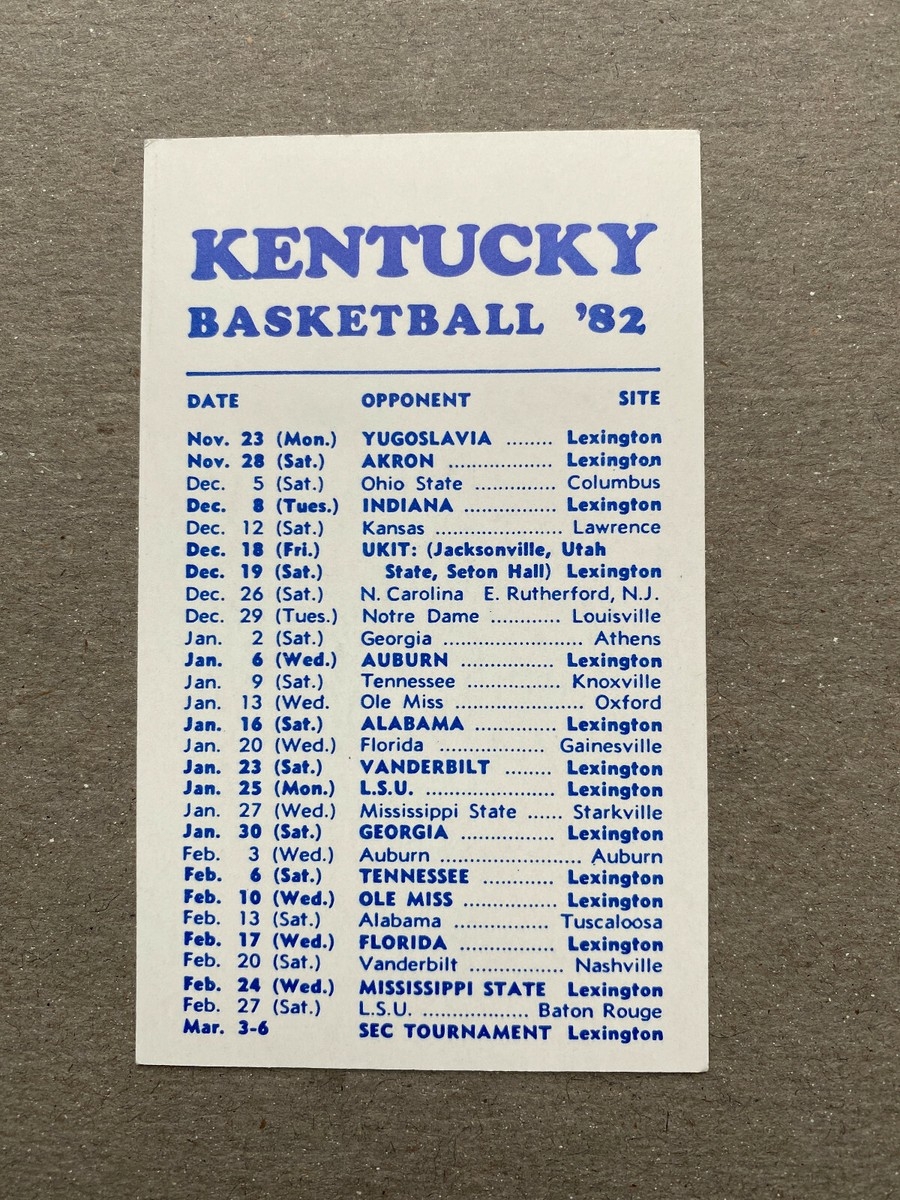 KENTUCKY
BASKETBALL '82
DATE OPPONENT SITE
Nov. 23 (Mon.) YUGOSLAVIA ........ Lexington
Nov. 28 (Sat.) AKRON .................. Lexington
Dec. 5 (Sat.) Ohio State .............. Columbus
Dec. 8 (Tues.) INDIANA ................ Lexington
Dec. 12 (Sat.) Kansas ...................... Lawrence
Dec. 18 (Fri.) UKIT: (Jacksonville, Utah
Dec. 19 (Sat.) State, Seton Hall) Lexington
Dec. 26 (Sat.) N. Carolina E. Rutherford, N.J.
Dec. 29 (Tues.) Notre Dame ............ Louisville
Jan. 2 (Sat.) Georgia ........................ Athens
Jan. 6 (Wed.) AUBURN ................ Lexington
Jan. 9 (Sat.) Tennessee ................ Knoxville
Jan. 13 (Wed. Ole Miss ...................... Oxford
Jan. 16 (Sat.) ALABAMA .............. Lexington
Jan. 20 (Wed.) Florida .................. Gainesville
Jan. 23 (Sat.) VANDERBILT ........ Lexington
Jan. 25 (Mon.) L.S.U. ...................... Lexington
Jan. 27 (Wed.) Mississippi State ...... Starkville
Jan. 30 (Sat.) GEORGIA ................ Lexington
Feb. 3 (Wed.) Auburn ........................ Auburn
Feb. 6 (Sat.) TENNESSEE ............ Lexington
Feb. 10 (Wed.) OLE MISS ................ Lexington
Feb. 13 (Sat.) Alabama ................ Tuscaloosa
Feb. 17 (Wed.) FLORIDA ................ Lexington
Feb. 20 (Sat.) Vanderbilt ................ Nashville
Feb. 24 (Wed.) MISSISSIPPI STATE Lexington
Feb. 27 (Sat.) L.S.U. .................. Baton Rouge
Mar. 3-6 SEC TOURNAMENT Lexington